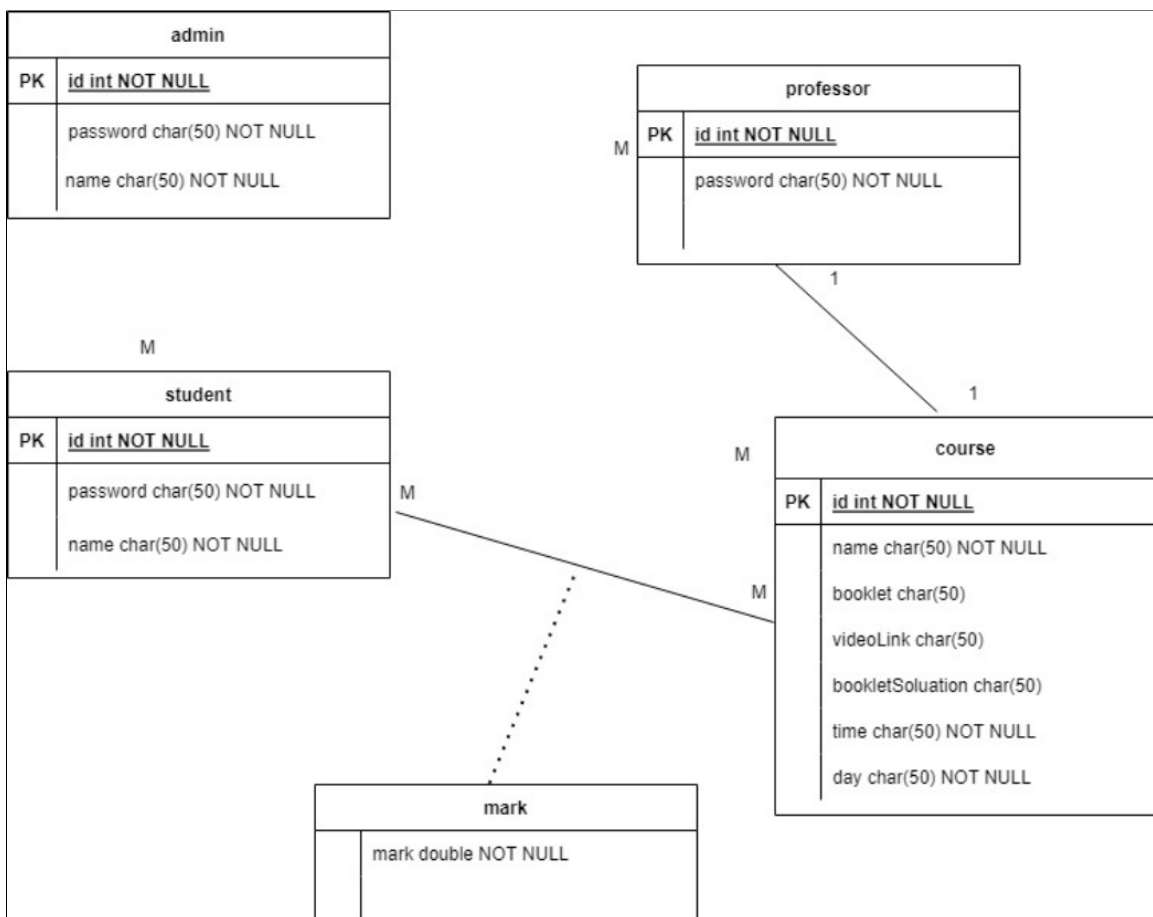 admin
PK id int NOT NULL
password char(50) NOT NULL
name char(50) NOT NULL
professor
M
PK id int NOT NULL
password char(50) NOT NULL
1
M
student
PK id int NOT NULL
password char(50) NOT NULL
name char(50) NOT NULL
M
1
M
course
PK id int NOT NULL
name char(50) NOT NULL
booklet char(50)
videoLink char(50)
bookletSoluation char(50)
time char(50) NOT NULL
day char(50) NOT NULL
M
mark
mark double NOT NULL